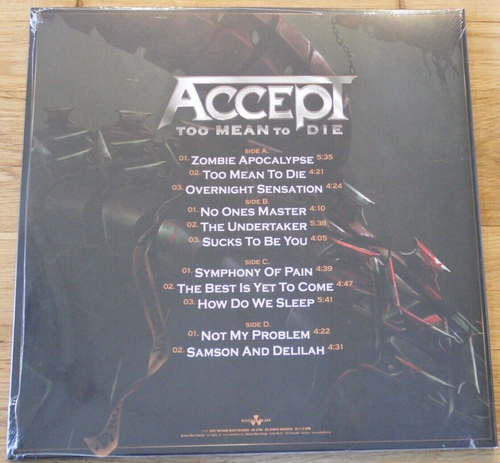 ACCEPT
TOO MEAN TO DIE
SIDE A.
01. ZOMBIE APOCALYPSE 5:35
02. TOO MEAN TO DIE 4:21
03. OVERNIGHT SENSATION 4:24
SIDE B.
01. NO ONES MASTER 4:10
02. THE UNDERTAKER 5:38
03. SUCKS TO BE YOU 4:05
SIDE C.
01. SYMPHONY OF PAIN 4:39
02. THE BEST IS YET TO COME 4:47
03. HOW DO WE SLEEP 5:41
SIDE D.
01. NOT MY PROBLEM 4:22
02. SAMSON AND DELILAH 4:31